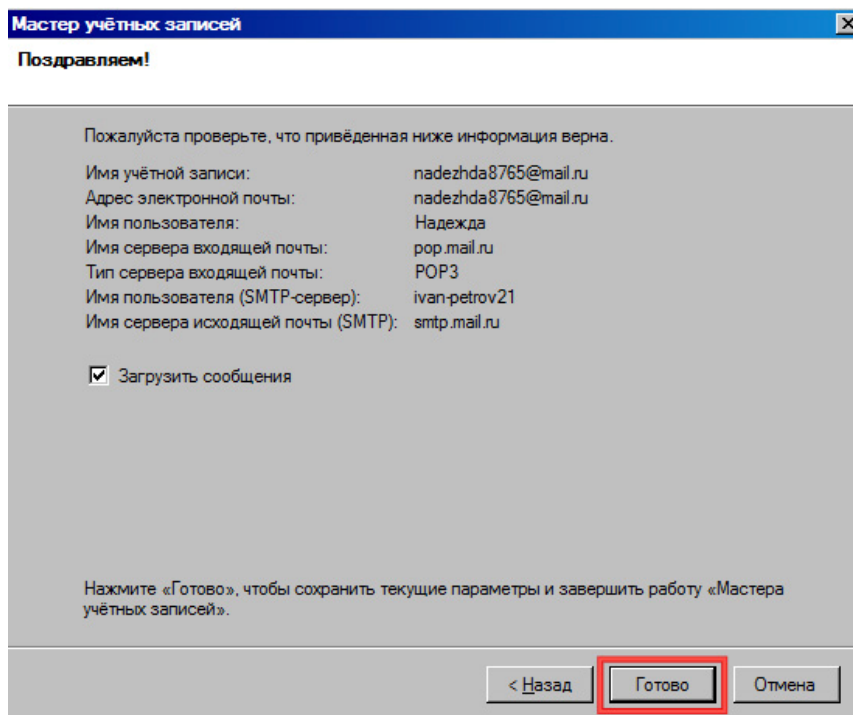 Мастер учётных записей
Поздравляем!
Пожалуйста проверьте, что привёденная ниже информация верна.
Имя учётной записи: nadezhda8765@mail.ru
Адрес электронной почты: nadezhda8765@mail.ru
Имя пользователя: Надежда
Имя сервера входящей почты: pop.mail.ru
Тип сервера входящей почты: POP3
Имя пользователя (SMTP-сервер): ivan-petrov21
Имя сервера исходящей почты (SMTP): smtp.mail.ru
Загрузить сообщения
Нажмите «Готово», чтобы сохранить текущие параметры и завершить работу «Мастера
учётных записей».
< Назад Готово Отмена